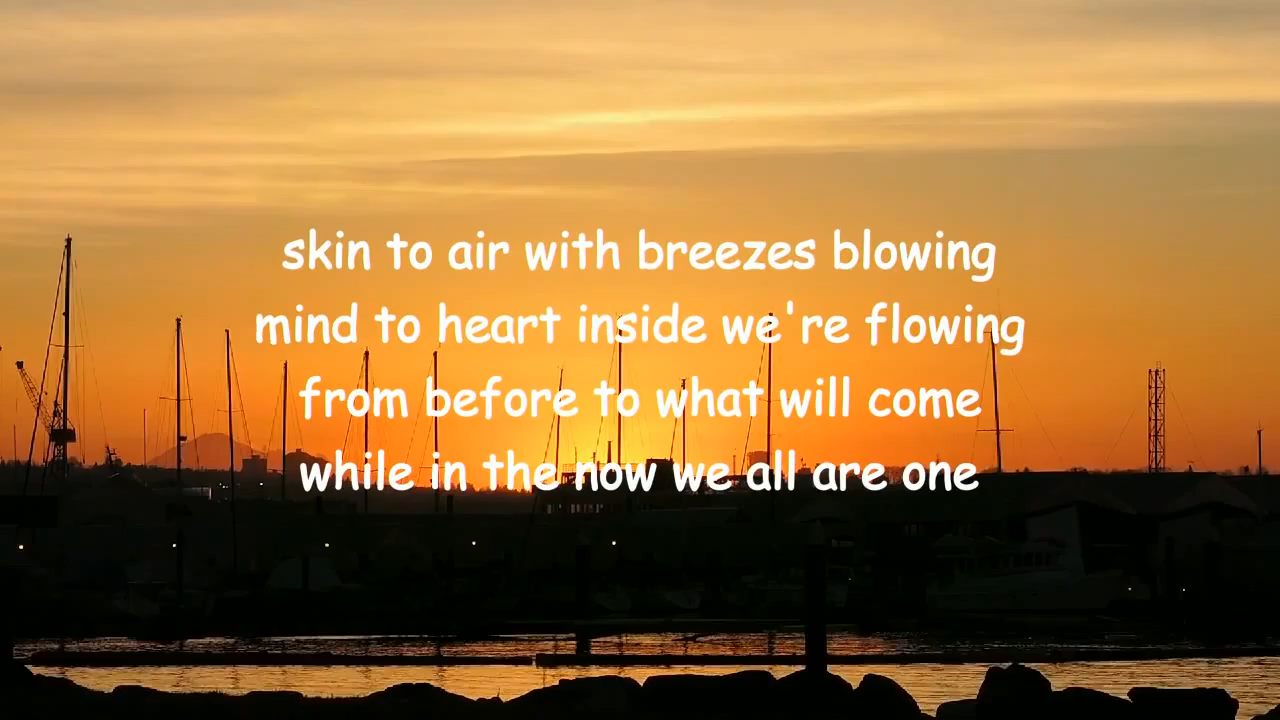 skin to air with breezes blowing
mind to heart inside we're flowing
from before to what will come
while in the now we all are one